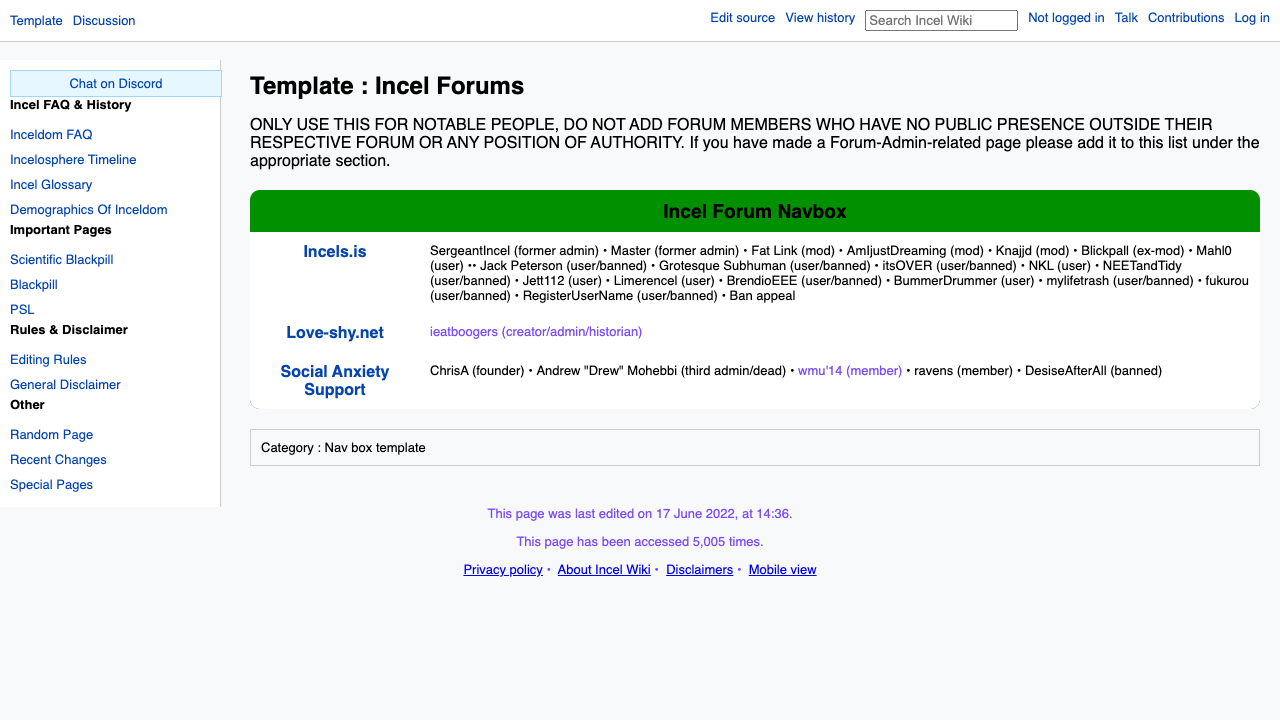 Template Discussion
Edit source View history Search Incel Wiki Not logged in Talk Contributions Log in
Chat on Discord
Incel FAQ & History
Inceldom FAQ
Incelosphere Timeline
Incel Glossary
Demographics Of Inceldom
Important Pages
Scientific Blackpill
Blackpill
PSL
Rules & Disclaimer
Editing Rules
General Disclaimer
Other
Random Page
Recent Changes
Special Pages
Template : Incel Forums
ONLY USE THIS FOR NOTABLE PEOPLE, DO NOT ADD FORUM MEMBERS WHO HAVE NO PUBLIC PRESENCE OUTSIDE THEIR
RESPECTIVE FORUM OR ANY POSITION OF AUTHORITY. If you have made a Forum-Admin-related page please add it to this list under the
appropriate section.
Incel Forum Navbox
Incels.is
SergeantIncel (former admin) • Master (former admin) • Fat Link (mod) • AmIjustDreaming (mod) • Knajjd (mod) • Blickpall (ex-mod) • Mahl0
(user) •• Jack Peterson (user/banned) • Grotesque Subhuman (user/banned) • itsOVER (user/banned) • NKL (user) • NEETandTidy
(user/banned) • Jett112 (user) • Limerencel (user) • BrendioEEE (user/banned) • BummerDrummer (user) • mylifetrash (user/banned) • fukurou
(user/banned) • RegisterUserName (user/banned) • Ban appeal
Love-shy.net
ieatboogers (creator/admin/historian)
Social Anxiety
Support
ChrisA (founder) • Andrew "Drew" Mohebbi (third admin/dead) • wmu'14 (member) • ravens (member) • DesiseAfterAll (banned)
Category : Nav box template
This page was last edited on 17 June 2022, at 14:36.
This page has been accessed 5,005 times.
Privacy policy • About Incel Wiki • Disclaimers • Mobile view